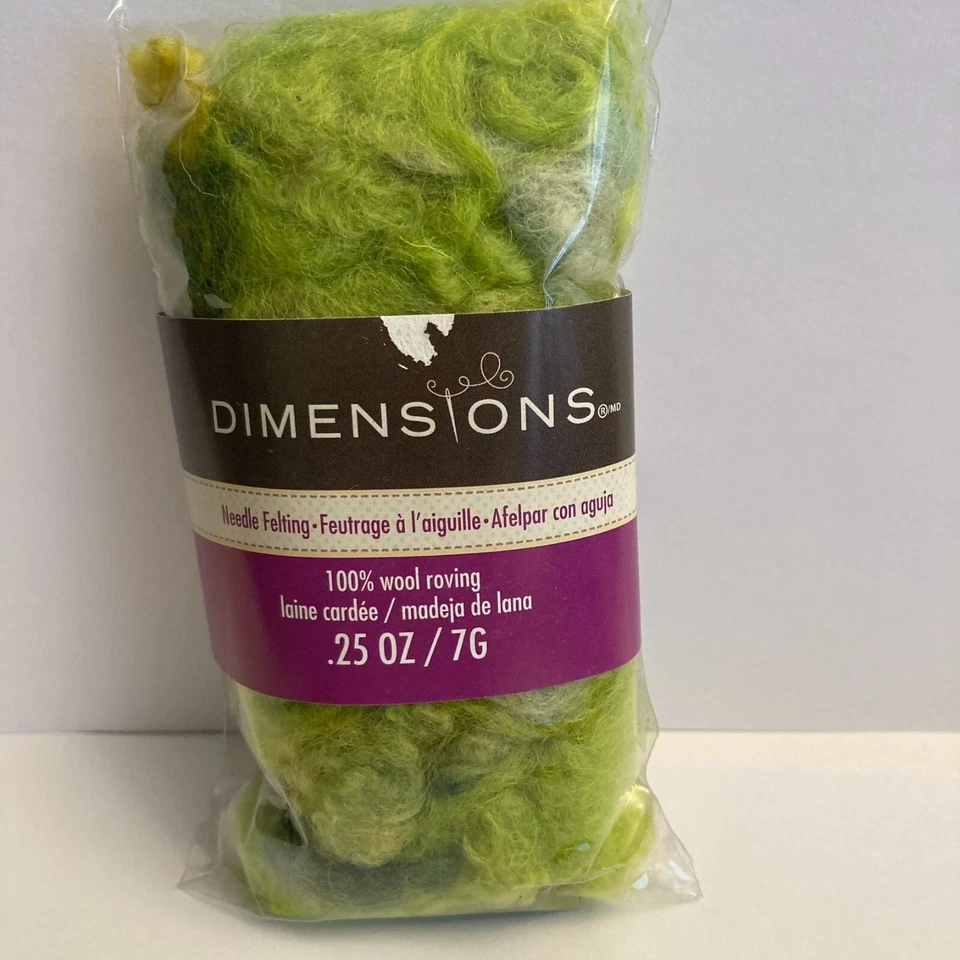 DIMENSIONS®/MD
Needle Felting • Feutrage à l'aiguille • Afelpar con aguja
100% wool roving
laine cardée / madeja de lana
.25 OZ / 7G